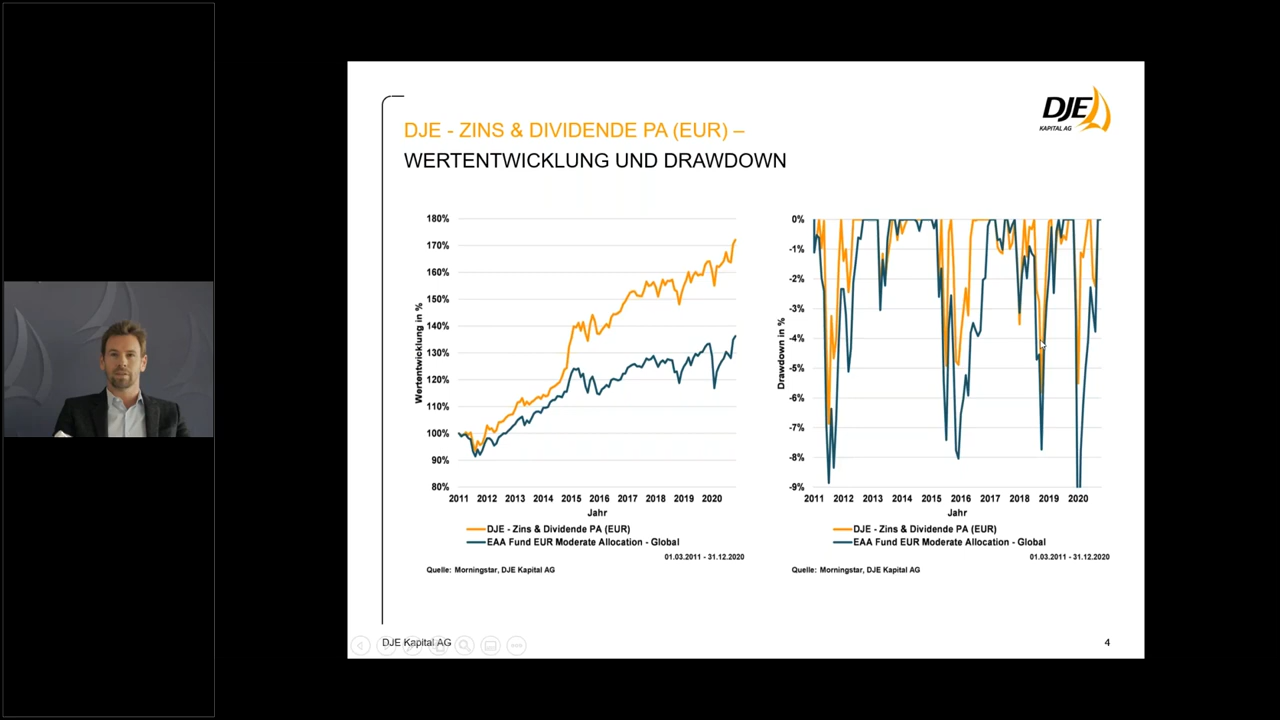 DJE
KAPITAL AG
DJE - ZINS & DIVIDENDE PA (EUR) –
WERTENTWICKLUNG UND DRAWDOWN
Wertentwicklung in %
180%
170%
160%
150%
140%
130%
120%
110%
100%
90%
80%
2011 2012 2013 2014 2015 2016 2017 2018 2019 2020
Jahr
DJE - Zins & Dividende PA (EUR)
EAA Fund EUR Moderate Allocation - Global
01.03.2011 - 31.12.2020
Quelle: Morningstar, DJE Kapital AG
Drawdown in %
0%
-1%
-2%
-3%
-4%
-5%
-6%
-7%
-8%
-9%
2011 2012 2013 2014 2015 2016 2017 2018 2019 2020
Jahr
DJE - Zins & Dividende PA (EUR)
EAA Fund EUR Moderate Allocation - Global
01.03.2011 - 31.12.2020
Quelle: Morningstar, DJE Kapital AG
DJE Kapital AG
4